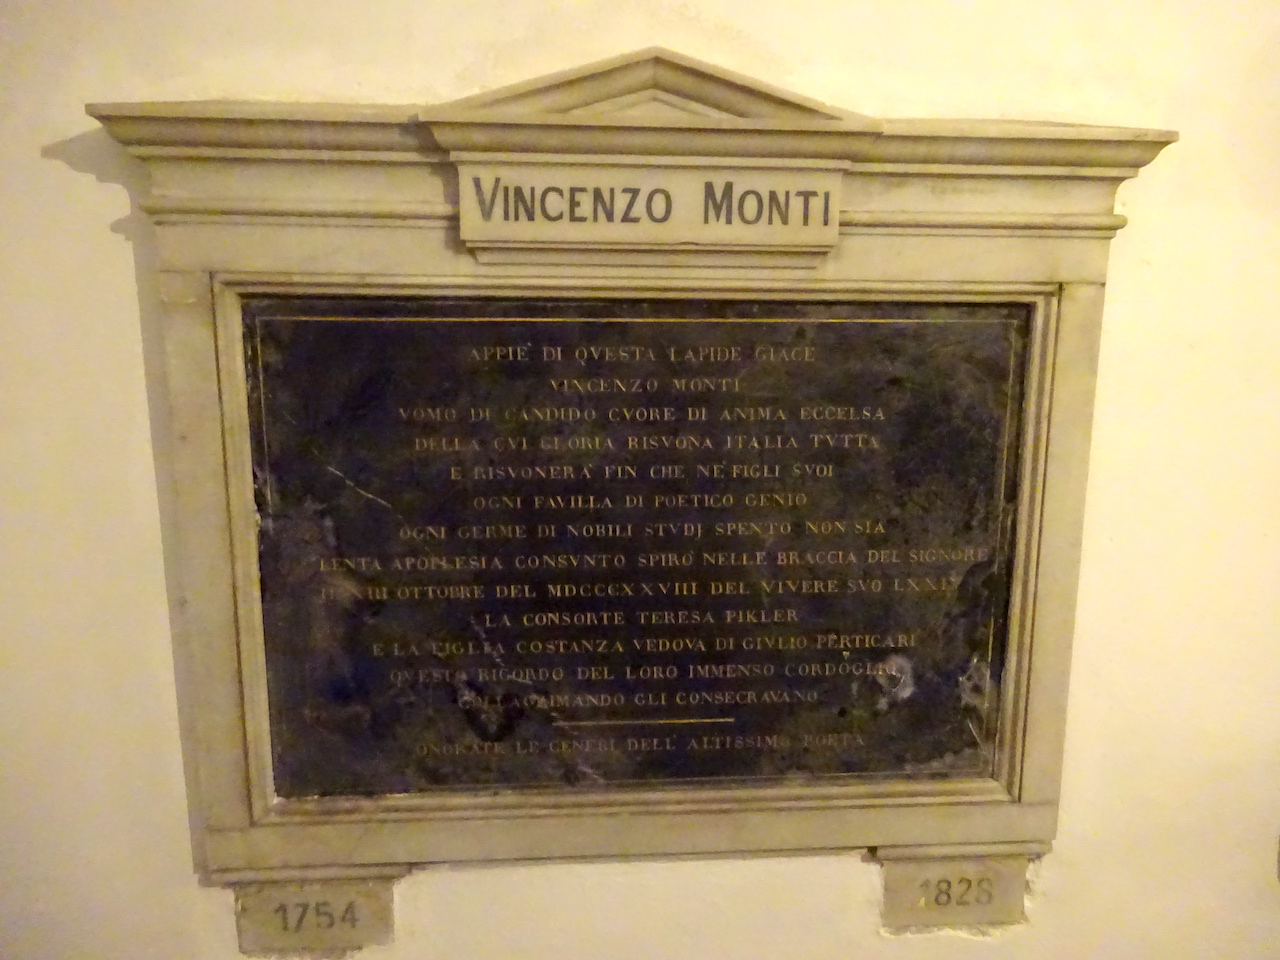 VINCENZO MONTI
APPIE' DI QVESTA LAPIDE GIACE
VINCENZO MONTI
VOMO DI CANDIDO CVORE DI ANIMA ECCELSA
DELLA CVI GLORIA RISVONA ITALIA TVTTA
E RISVONERA' FIN CHE NE' FIGLI SVOI
OGNI FAVILLA DI POETICO GENIO
OGNI GERME DI NOBILI STVDJ SPENTO NON SIA
LENTA APOPLESIA CONSVNTO SPIRO' NELLE BRACCIA DEL SIGNORE
OTTOBRE DEL MDCCCXXVIII DEL VIVERE SVO
LA CONSORTE TERESA PIKLER
E LA FIGLIA COSTANZA VEDOVA DI GIVLIO PERTICARI
QVESTO RICORDO DEL LORO IMMENSO CORDOGLIO
COLLACRIMANDO GLI CONSECRAVANO
ONORATE LE CENERI DELL' ALTISSIMO POETA
1754
1828